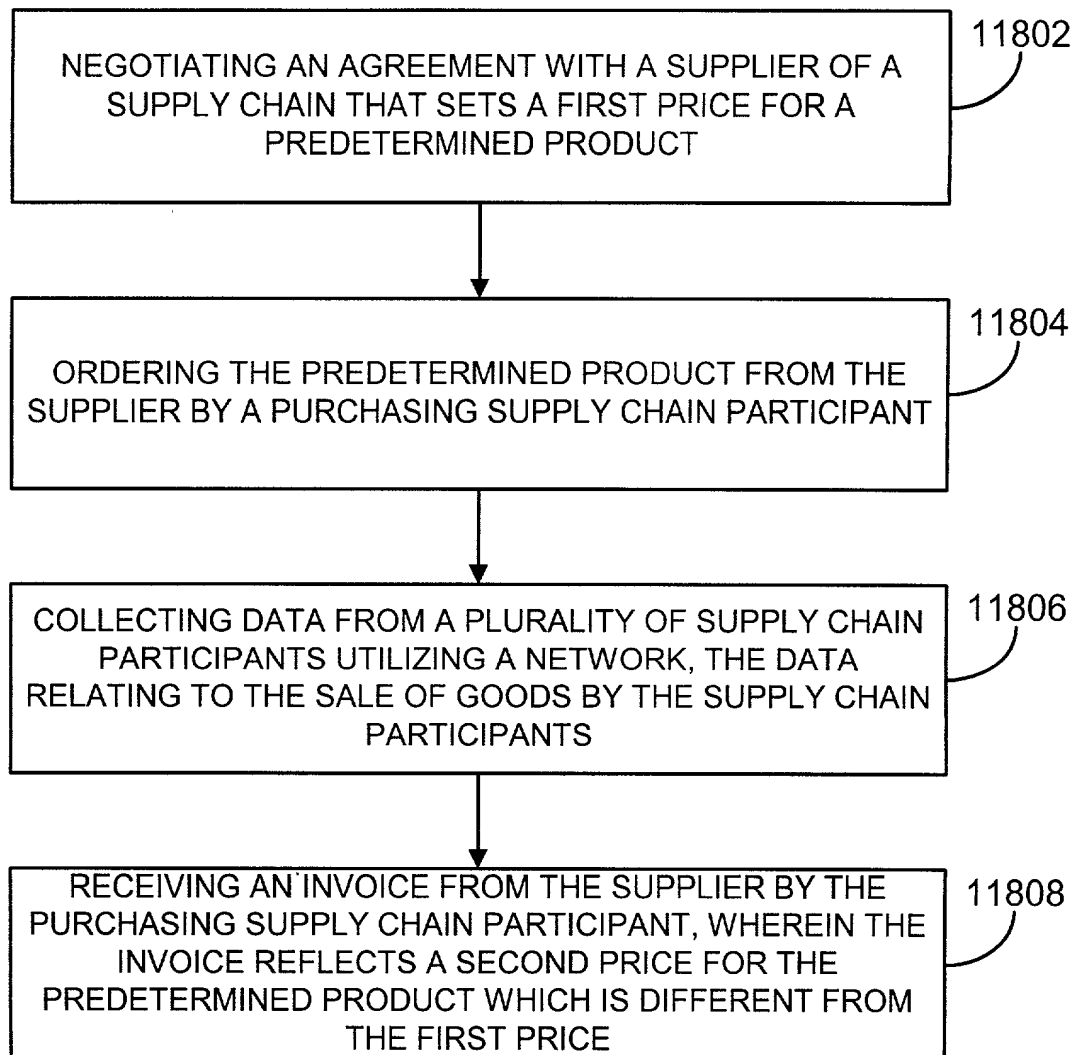 NEGOTIATING AN AGREEMENT WITH A SUPPLIER OF A
SUPPLY CHAIN THAT SETS A FIRST PRICE FOR A
PREDETERMINED PRODUCT
11802
ORDERING THE PREDETERMINED PRODUCT FROM THE
SUPPLIER BY A PURCHASING SUPPLY CHAIN PARTICIPANT
11804
COLLECTING DATA FROM A PLURALITY OF SUPPLY CHAIN
PARTICIPANTS UTILIZING A NETWORK, THE DATA
RELATING TO THE SALE OF GOODS BY THE SUPPLY CHAIN
PARTICIPANTS
11806
RECEIVING AN INVOICE FROM THE SUPPLIER BY THE
PURCHASING SUPPLY CHAIN PARTICIPANT, WHEREIN THE
INVOICE REFLECTS A SECOND PRICE FOR THE
PREDETERMINED PRODUCT WHICH IS DIFFERENT FROM
THE FIRST PRICE
11808